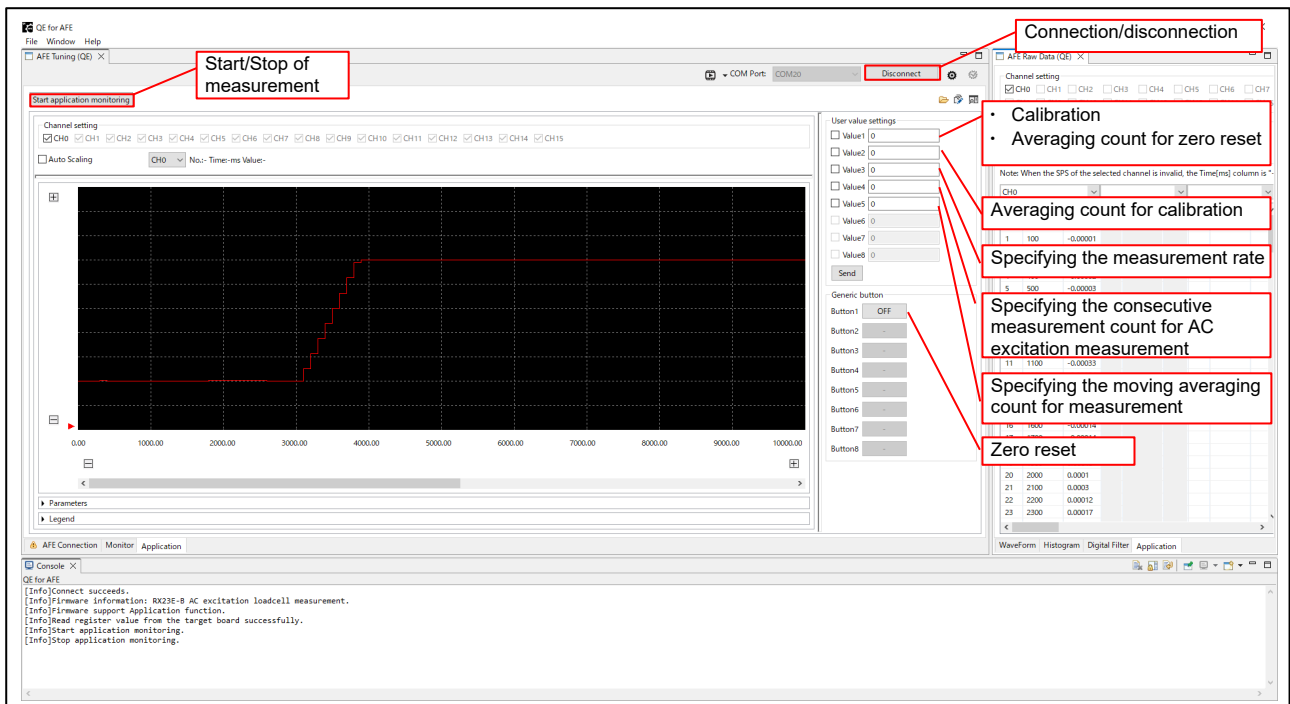 QE for AFE
File Window Help
AFE Tuning (QE)
Start/Stop of
measurement
Connection/disconnection
COM Port: COM20
Disconnect
Start application monitoring
Channel setting
CH0 CH1 CH2 CH3 CH4 CH5 CH6 CH7 CH8 CH9 CH10 CH11 CH12 CH13 CH14 CH15
Auto Scaling
CH0
No.:- Time:-ms Value:-
0.00 1000.00 2000.00 3000.00 4000.00 5000.00 6000.00 7000.00 8000.00 9000.00 10000.00
Parameters
Legend
AFE Connection Monitor Application
User value settings
Value1 0
Value2 0
Value3 0
Value4 0
Value5 0
Value6 0
Value7 0
Value8 0
Send
Generic button
Button1 OFF
Button2 -
Button3 -
Button4 -
Button5 -
Button6 -
Button7 -
Button8 -
AFE Raw Data (QE)
Channel setting
CH0 CH1 CH2 CH3 CH4 CH5 CH6 CH7
・ Calibration
・ Averaging count for zero reset
Note: When the SPS of the selected channel is invalid, the Time[ms] column is "-
CH0
Averaging count for calibration
1 100 -0.00001
Specifying the measurement rate
5 500 -0.00003
Specifying the consecutive
measurement count for AC
excitation measurement
11 1100 -0.00033
Specifying the moving averaging
count for measurement
16 1600 -0.00014
Zero reset
20 2000 0.0001
21 2100 0.0003
22 2200 0.00012
23 2300 0.00017
WaveForm Histogram Digital Filter Application
Console
QE for AFE
[Info]Connect succeeds.
[Info]Firmware information: RX23E-B AC excitation loadcell measurement.
[Info]Firmware support Application function.
[Info]Read register value from the target board successfully.
[Info]Start application monitoring.
[Info]Stop application monitoring.